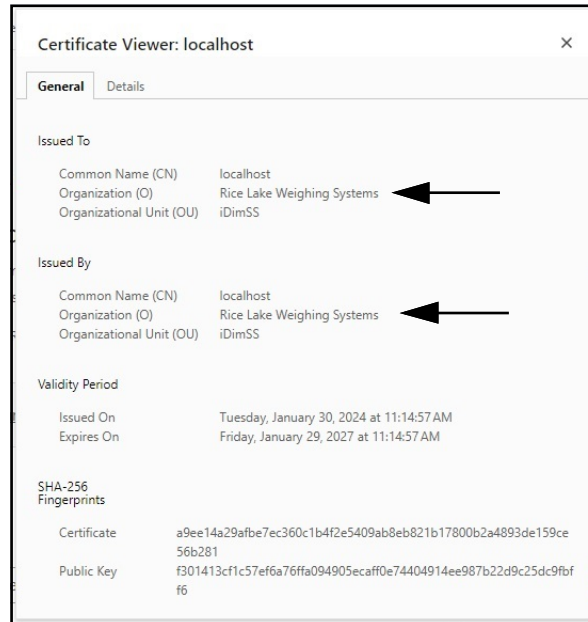 Certificate Viewer: localhost
General Details
Issued To
Common Name (CN) localhost
Organization (O) Rice Lake Weighing Systems
Organizational Unit (OU) iDimSS
Issued By
Common Name (CN) localhost
Organization (O) Rice Lake Weighing Systems
Organizational Unit (OU) iDimSS
Validity Period
Issued On Tuesday, January 30, 2024 at 11:14:57 AM
Expires On Friday, January 29, 2027 at 11:14:57 AM
SHA-256
Fingerprints
Certificate a9ee14a29afbe7ec360c1b4f2e5409ab8eb821b17800b2a4893de159ce
56b281
Public Key f301413cf1c57ef6a76ffa094905ecaff0e74404914ee987b22d9c25dc9fbf
f6